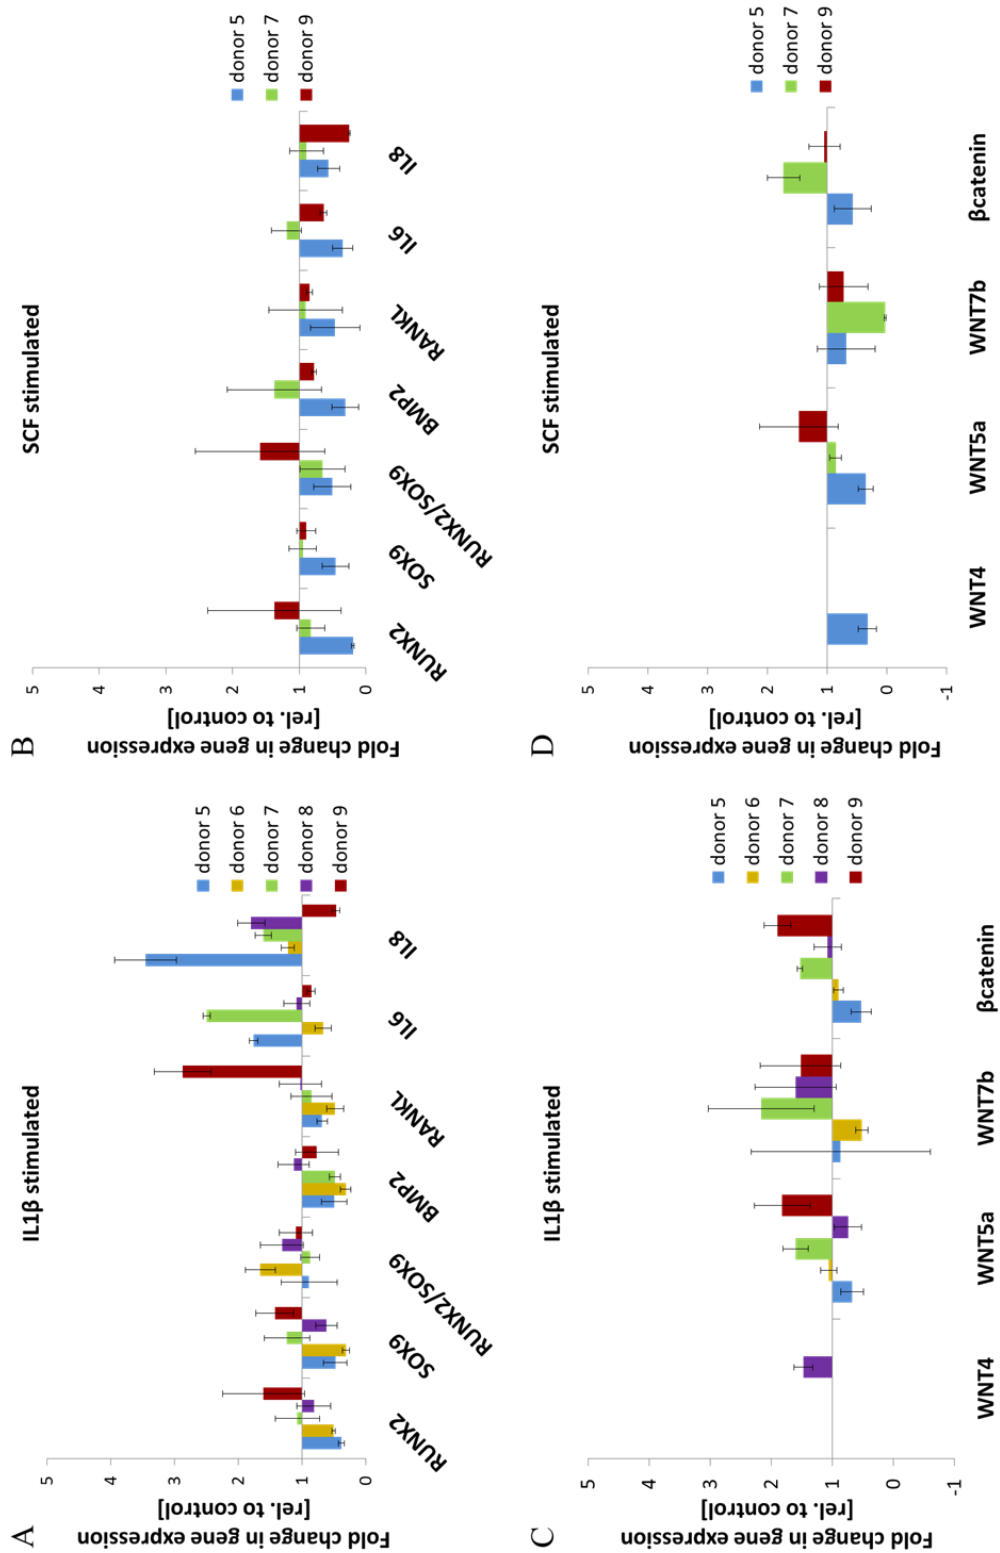 A
IL1β stimulated
Fold change in gene expression
[rel. to control]
5
4
3
2
1
0
RUNX2
SOX9
RUNX2/SOX9
BMP2
RANKL
IL6
IL8
donor 5
donor 6
donor 7
donor 8
donor 9
B
SCF stimulated
Fold change in gene expression
[rel. to control]
5
4
3
2
1
0
RUNX2
SOX9
RUNX2/SOX9
BMP2
RANKL
IL6
IL8
donor 5
donor 7
donor 9
C
IL1β stimulated
Fold change in gene expression
[rel. to control]
5
4
3
2
1
0
-1
WNT4
WNT5a
WNT7b
βcatenin
donor 5
donor 6
donor 7
donor 8
donor 9
D
SCF stimulated
Fold change in gene expression
[rel. to control]
5
4
3
2
1
0
-1
WNT4
WNT5a
WNT7b
βcatenin
donor 5
donor 7
donor 9